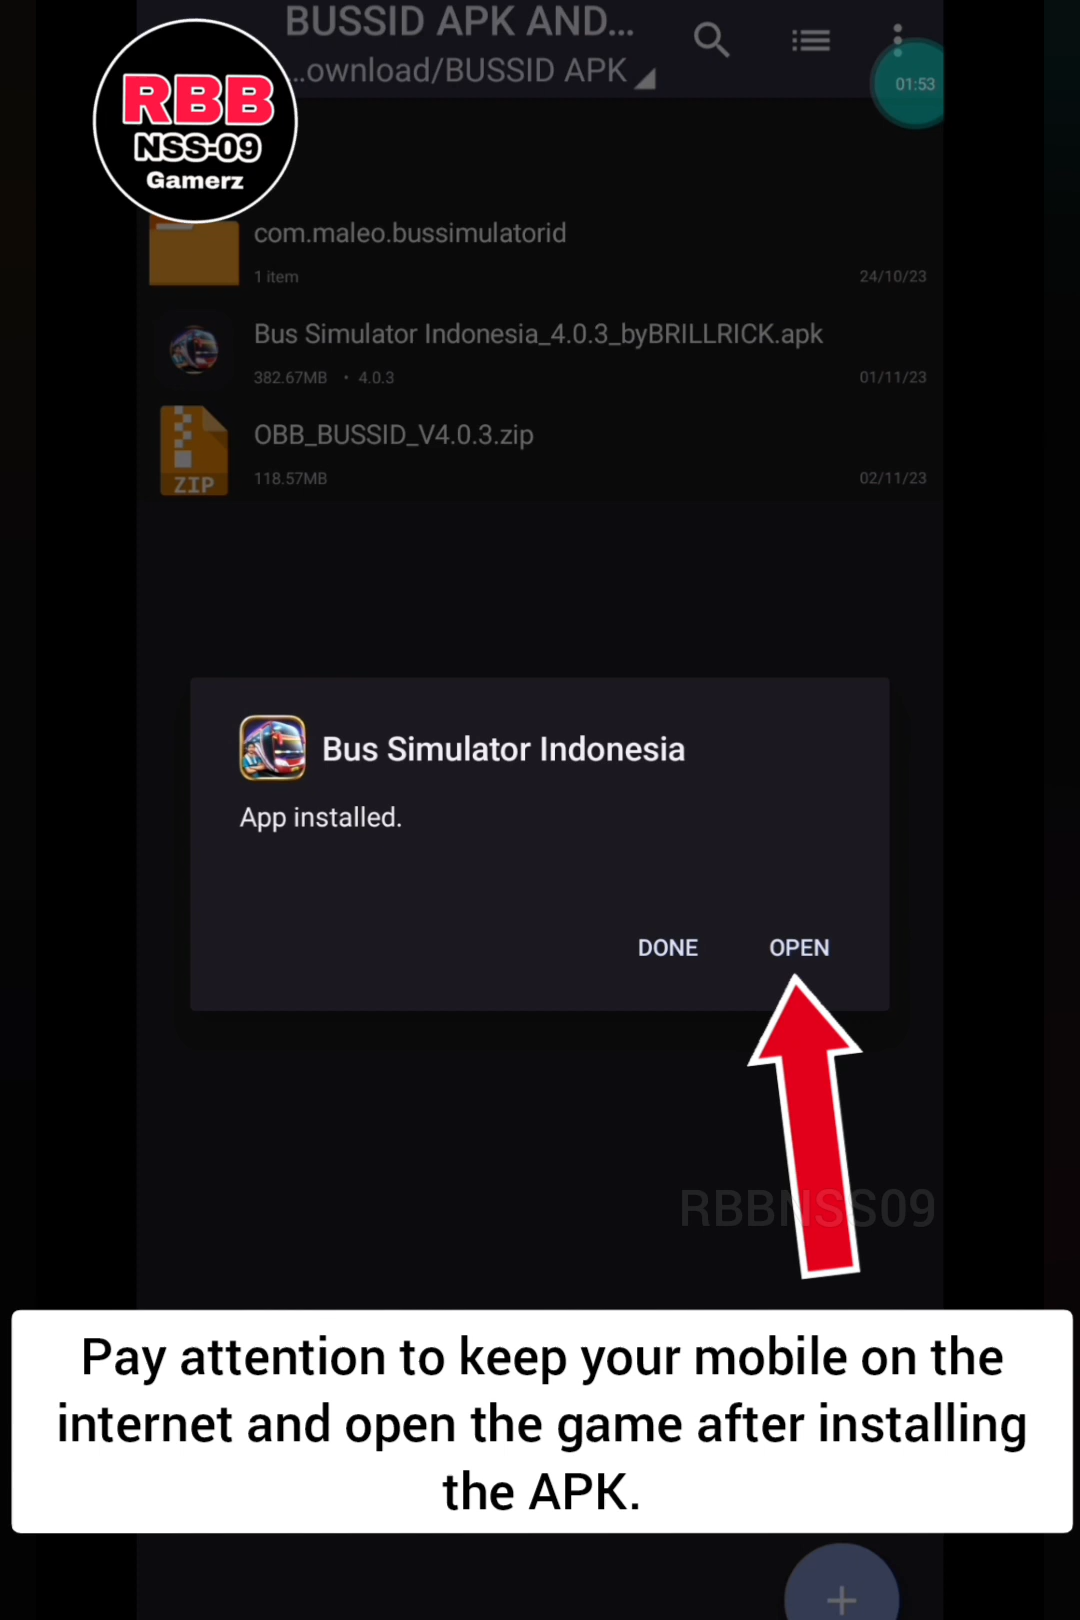 BUSSID APK AND...
...ownload/BUSSID APK
01:53
RBB
NSS-09
Gamerz
com.maleo.bussimulatorid
1 item
24/10/23
Bus Simulator Indonesia_4.0.3_byBRILLRICK.apk
382.67MB • 4.0.3
01/11/23
OBB_BUSSID_V4.0.3.zip
ZIP
118.57MB
02/11/23
Bus Simulator Indonesia
App installed.
DONE
OPEN
RBBNSS09
Pay attention to keep your mobile on the
internet and open the game after installing
the APK.